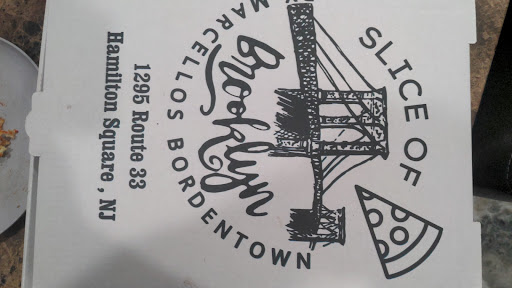 SLICE OF
Brooklyn
MARCELLOS BORDENTOWN
1295 Route 33
Hamilton Square, NJ